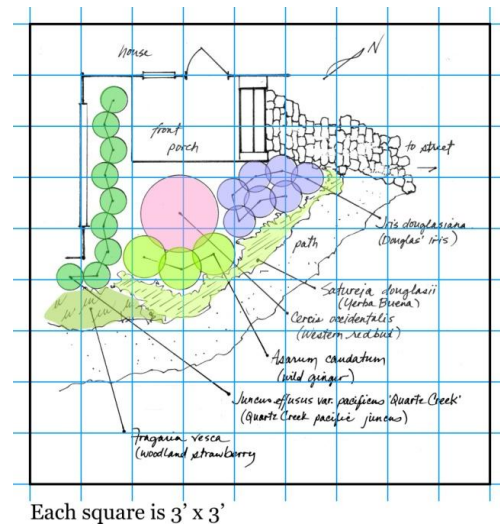 house
N
front
porch
to street
Iris douglasiana
(Douglas' iris)
path
Satureja douglasii
(Yerba Buena)
Cercis occidentalis
(Western redbud)
Asarum caudatum
(wild ginger)
Juncus effusus var. pacificus 'Quartz Creek'
(Quartz Creek pacific juncus)
Fragaria vesca
(woodland strawberry
Each square is 3' x 3'